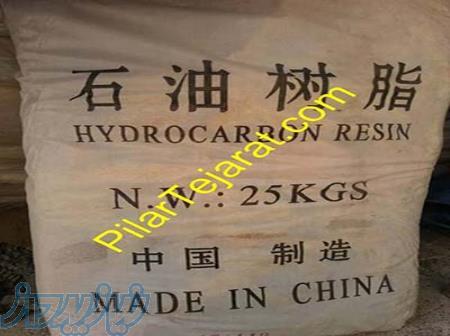 石油树脂
HYDROCARBON RESIN
N.W.: 25KGS
中国 制造
MADE IN CHINA
PilarTejarat.com